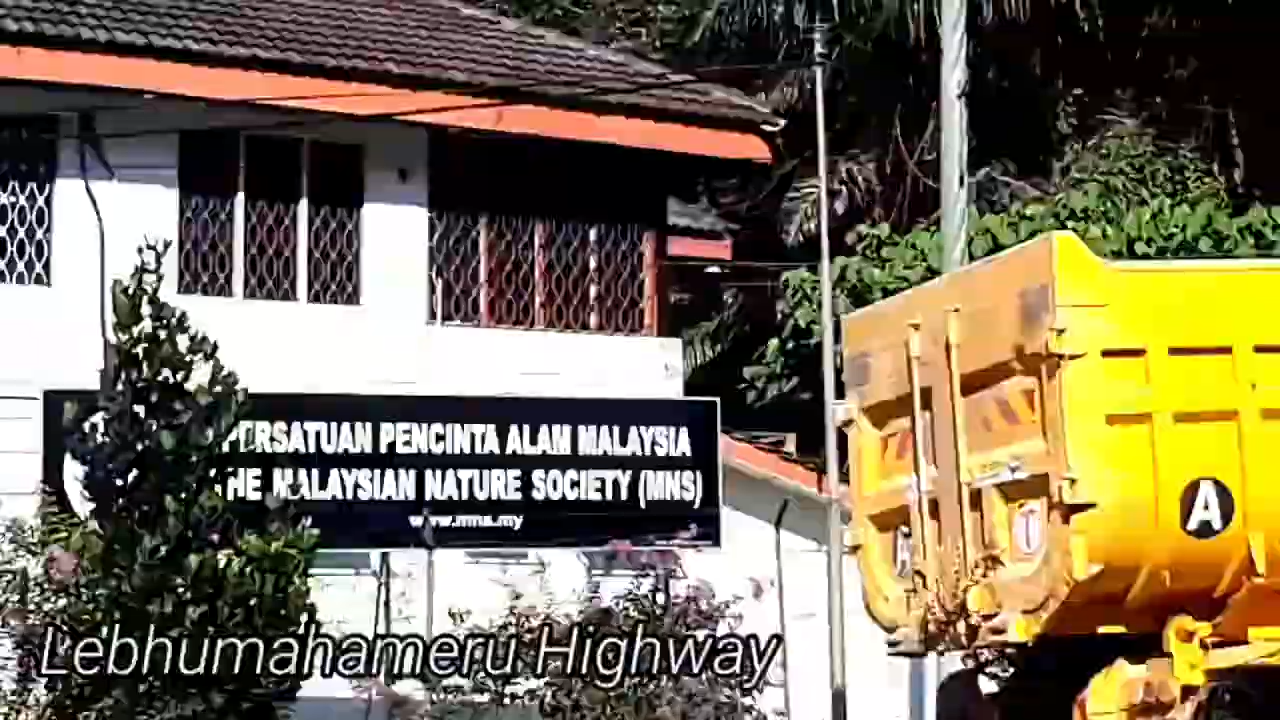 PERSATUAN PENCINTA ALAM MALAYSIA
THE MALAYSIAN NATURE SOCIETY (MNS)
www.mns.my
A
Lebhumahameru Highway